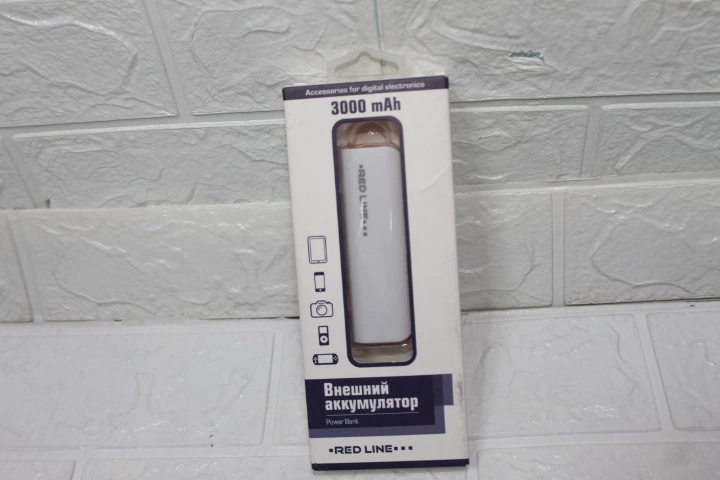 Accessories for digital electronics
3000 mAh
RED LINE
Внешний
аккумулятор
Power Bank
RED LINE